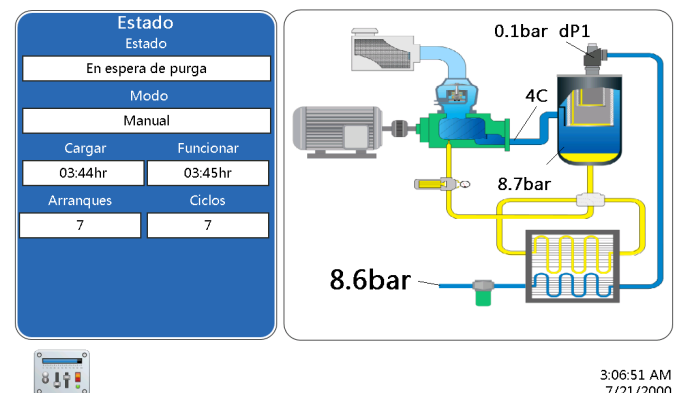 Estado
Estado
En espera de purga
Modo
Manual
Cargar Funcionar
03:44hr 03:45hr
Arranques Ciclos
7 7
0.1bar dP1
4C
8.7bar
8.6bar
3:06:51 AM
7/21/2000